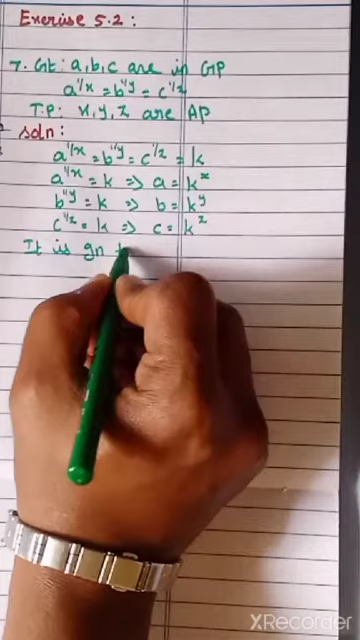 Exercise 5.2:
7. Gt: a, b, c are in GP
a^1/x = b^1/y = c^1/z
T.P: x, y, z are AP
soln:
a^1/x = b^1/y = c^1/z = k
a^1/x = k => a = k^x
b^1/y = k => b = k^y
c^1/z = k => c = k^z
It is gn
XRecorder